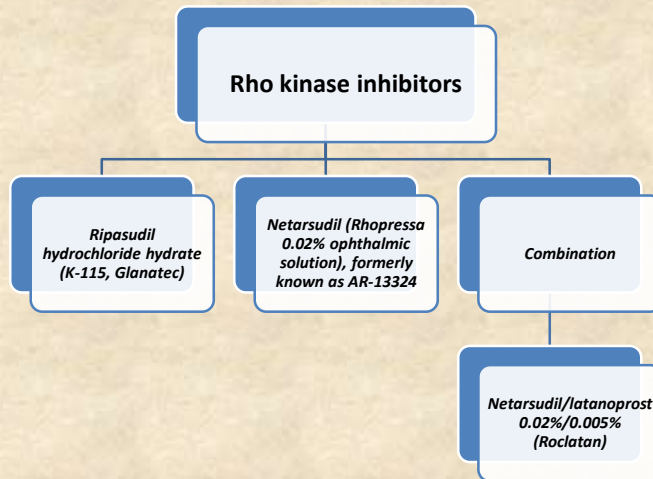 Rho kinase inhibitors
Ripasudil
hydrochloride hydrate
(K-115, Glanatec)
Netarsudil (Rhopressa
0.02% ophthalmic
solution), formerly
known as AR-13324
Combination
Netarsudil/latanoprost
0.02%/0.005%
(Roclatan)